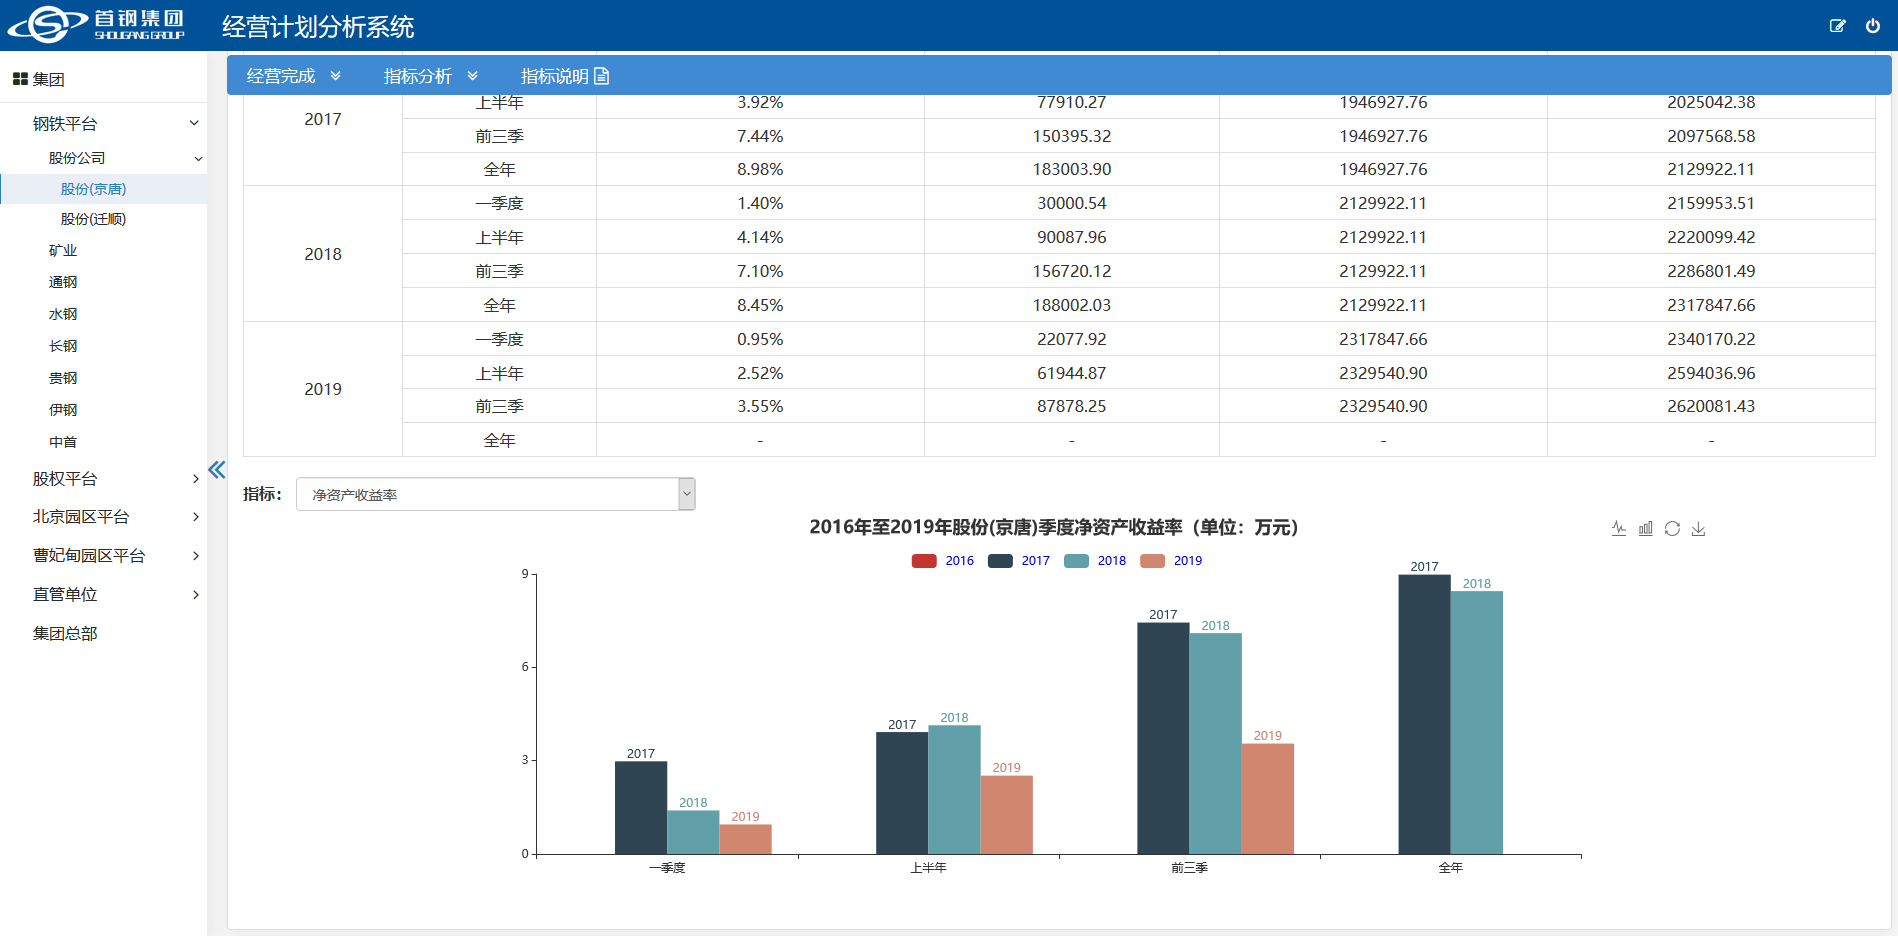 首钢集团
SHOUGANG GROUP
经营计划分析系统
集团
钢铁平台
股份公司
股份(京唐)
股份(迁顺)
矿业
通钢
水钢
长钢
贵钢
伊钢
中首
股权平台
北京园区平台
曹妃甸园区平台
直管单位
集团总部
经营完成 指标分析 指标说明
2017 上半年 3.92% 77910.27 1946927.76 2025042.38
前三季 7.44% 150395.32 1946927.76 2097568.58
全年 8.98% 183003.90 1946927.76 2129922.11
2018 一季度 1.40% 30000.54 2129922.11 2159953.51
上半年 4.14% 90087.96 2129922.11 2220099.42
前三季 7.10% 156720.12 2129922.11 2286801.49
全年 8.45% 188002.03 2129922.11 2317847.66
2019 一季度 0.95% 22077.92 2317847.66 2340170.22
上半年 2.52% 61944.87 2329540.90 2594036.96
前三季 3.55% 87878.25 2329540.90 2620081.43
全年 - - - -
指标: 净资产收益率
2016年至2019年股份(京唐)季度净资产收益率（单位：万元）
2016 2017 2018 2019
9
6
3
0
2017 2018 2019
2017 2018 2019
2017 2018 2019
2017 2018
一季度 上半年 前三季 全年